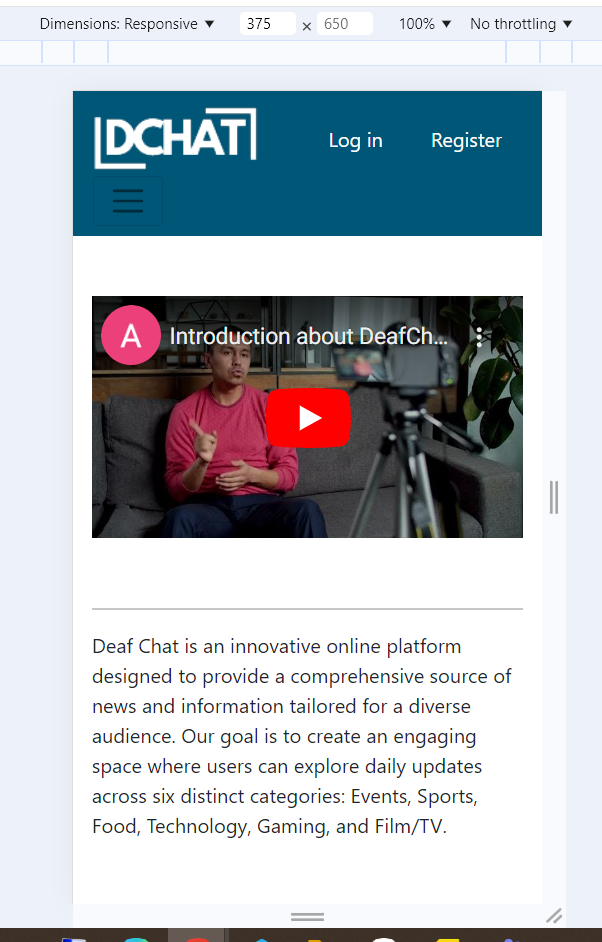 Dimensions: Responsive ▼ 375 × 650 100% ▼ No throttling ▼
DCHAT Log in Register
A Introduction about DeafCh...
Deaf Chat is an innovative online platform
designed to provide a comprehensive source of
news and information tailored for a diverse
audience. Our goal is to create an engaging
space where users can explore daily updates
across six distinct categories: Events, Sports,
Food, Technology, Gaming, and Film/TV.